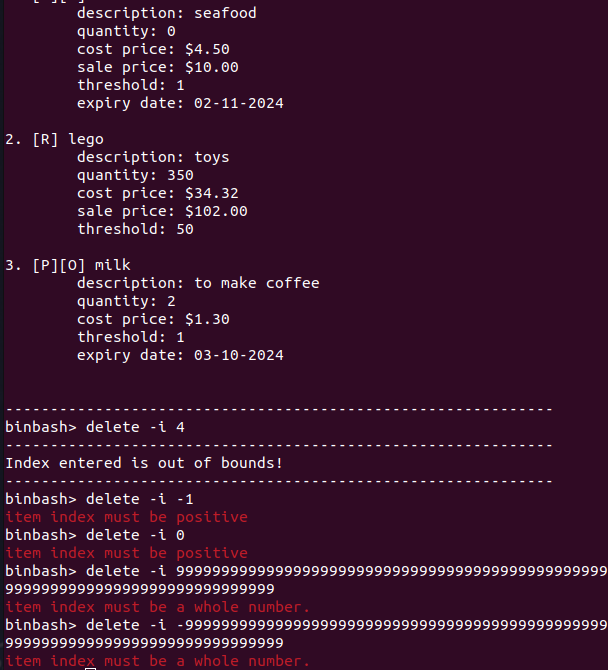 description: seafood
quantity: 0
cost price: $4.50
sale price: $10.00
threshold: 1
expiry date: 02-11-2024
2. [R] lego
description: toys
quantity: 350
cost price: $34.32
sale price: $102.00
threshold: 50
3. [P][O] milk
description: to make coffee
quantity: 2
cost price: $1.30
threshold: 1
expiry date: 03-10-2024
-------------------------------------------------------------
binbash> delete -i 4
-------------------------------------------------------------
Index entered is out of bounds!
-------------------------------------------------------------
binbash> delete -i -1
item index must be positive
binbash> delete -i 0
item index must be positive
binbash> delete -i 999999999999999999999999999999999999999999999999
999999999999999999999999999999
item index must be a whole number.
binbash> delete -i -99999999999999999999999999999999999999999999999
9999999999999999999999999999999
item index must be a whole number.